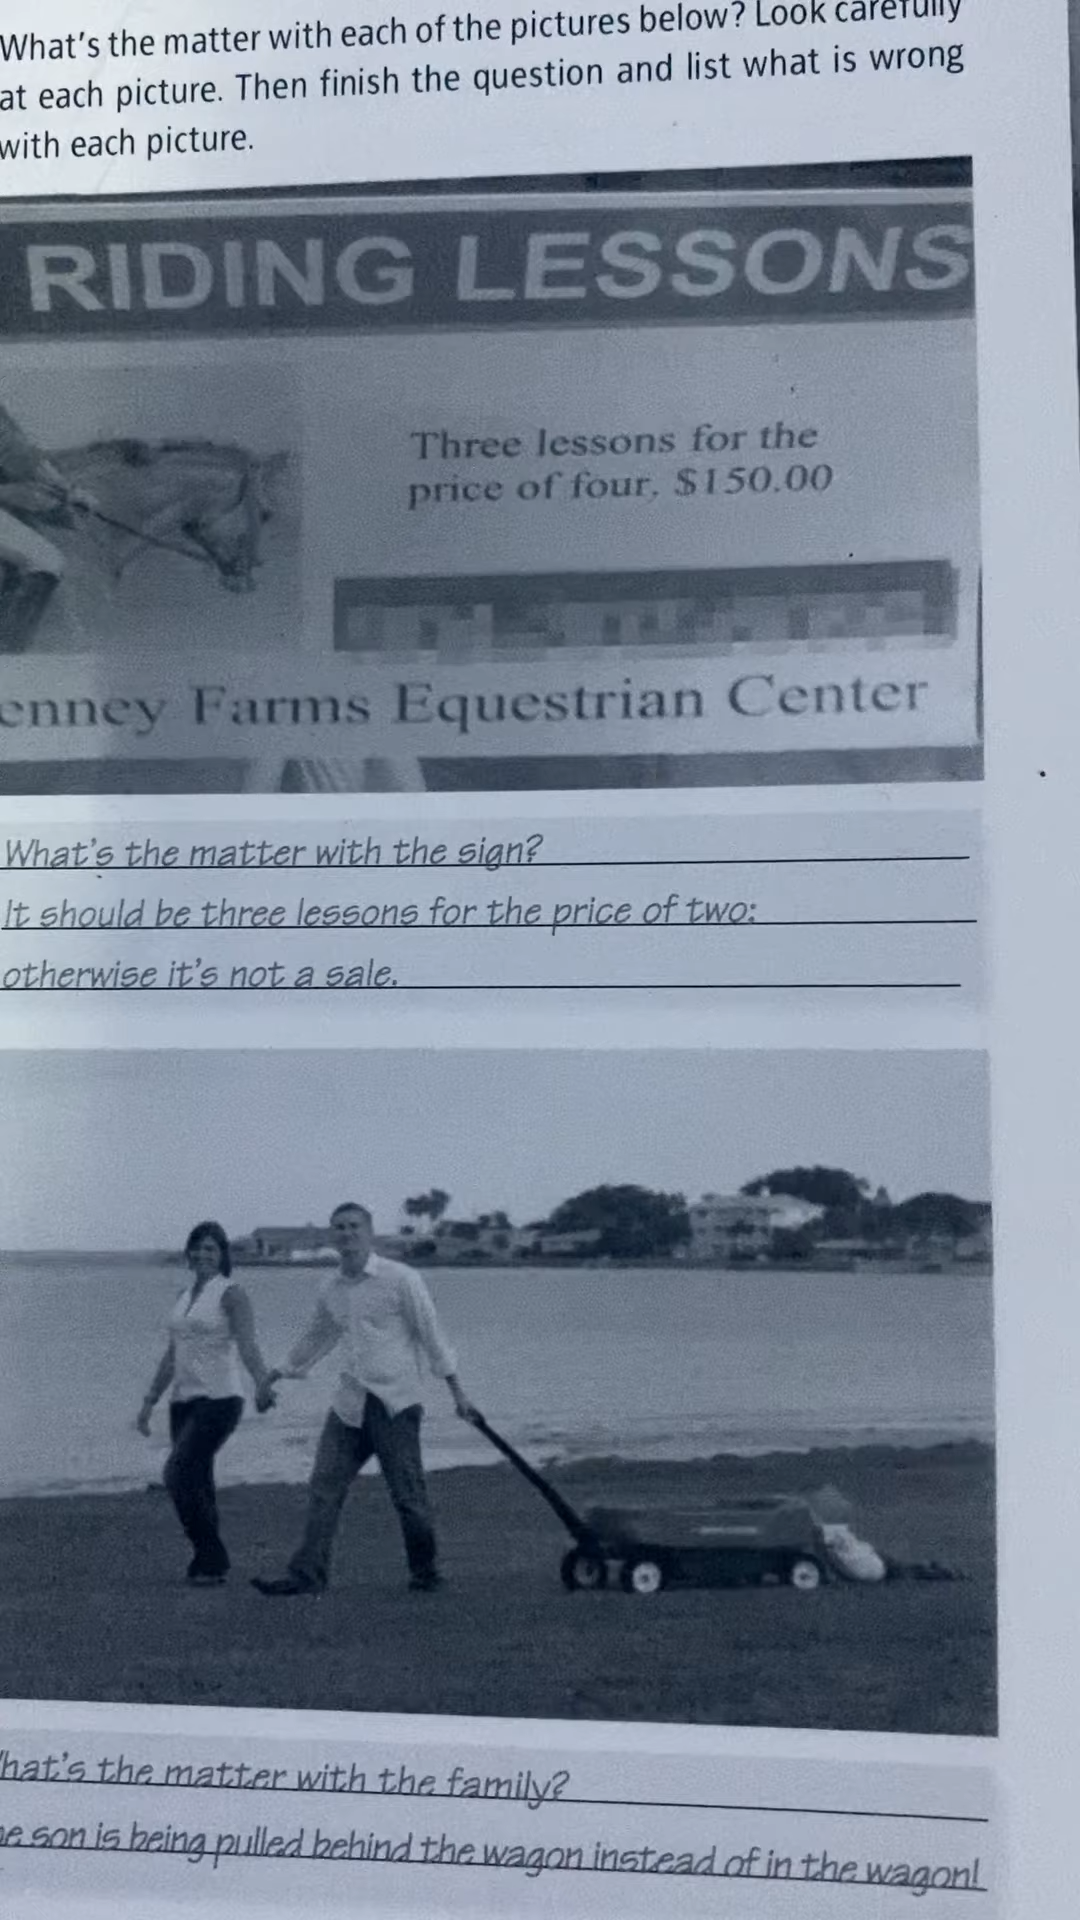 What's the matter with each of the pictures below? Look carefully
at each picture. Then finish the question and list what is wrong
with each picture.
RIDING LESSONS
Three lessons for the
price of four, $150.00
enney Farms Equestrian Center
What's the matter with the sign?
It should be three lessons for the price of two:
otherwise it's not a sale.
hat's the matter with the family?
he son is being pulled behind the wagon instead of in the wagon!